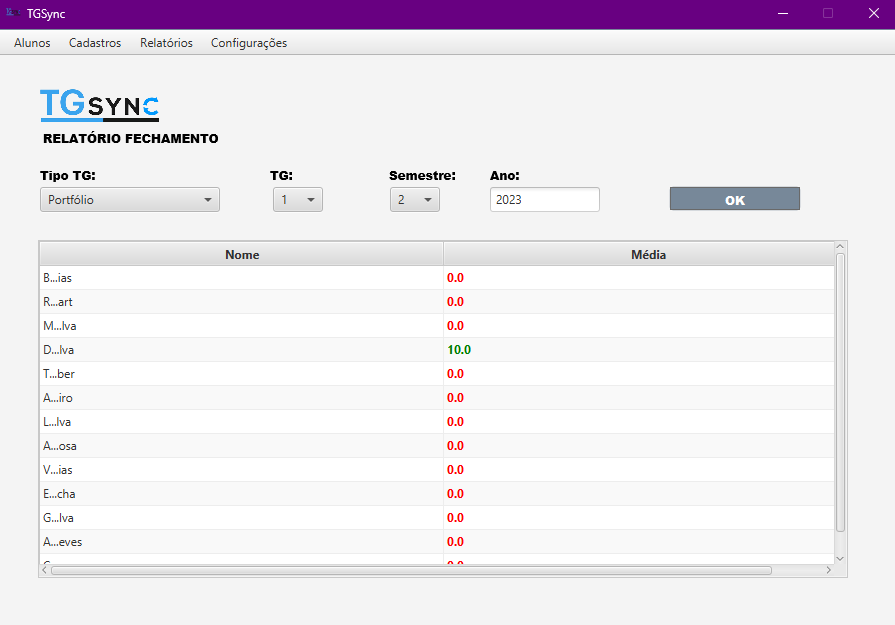 TGSync
Alunos Cadastros Relatórios Configurações
TGSYNC
RELATÓRIO FECHAMENTO
Tipo TG: TG: Semestre: Ano:
Portfólio 1 2 2023 OK
Nome Média
B...ias 0.0
R...art 0.0
M...lva 0.0
D...lva 10.0
T...ber 0.0
A...iro 0.0
L...lva 0.0
A...osa 0.0
V...ias 0.0
E...cha 0.0
G...lva 0.0
A...eves 0.0